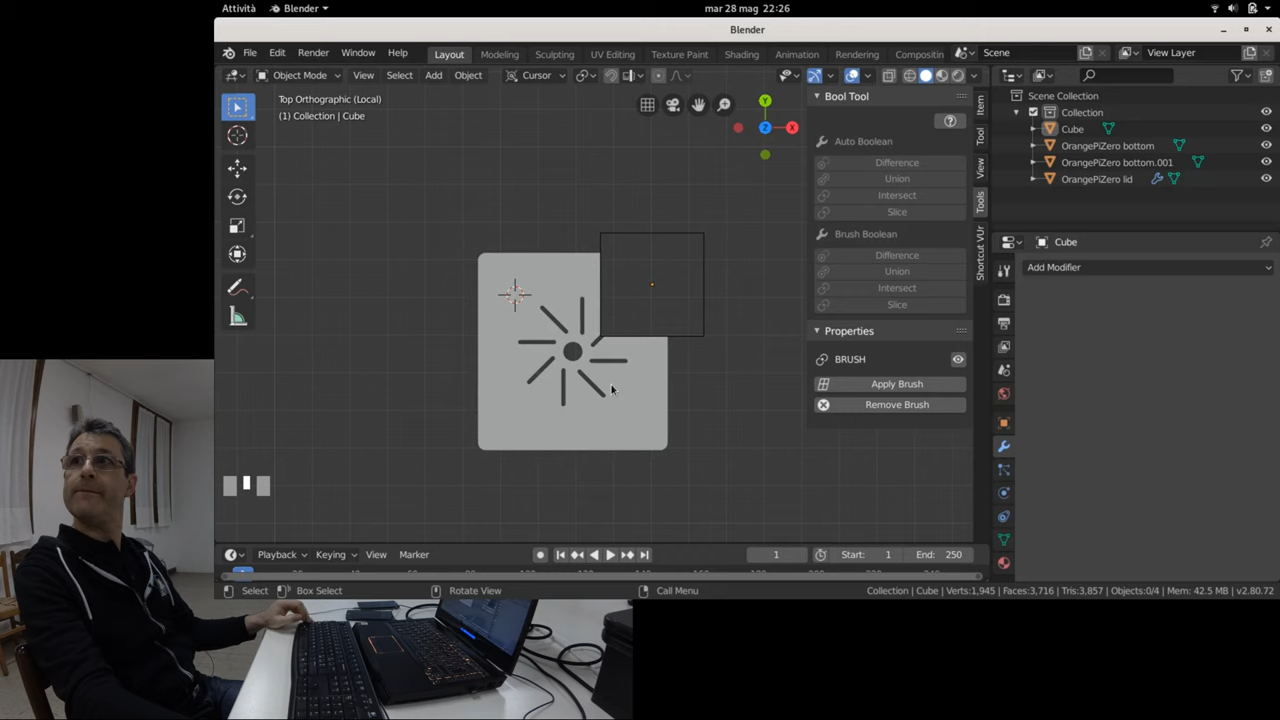 Attività Blender mar 28 mag 22:26
Blender
File Edit Render Window Help Layout Modeling Sculpting UV Editing Texture Paint Shading Animation Rendering Compositin Scene View Layer
Object Mode View Select Add Object Cursor
Top Orthographic (Local)
(1) Collection | Cube
Y
Z X
Bool Tool
Auto Boolean
Difference
Union
Intersect
Slice
Brush Boolean
Difference
Union
Intersect
Slice
Properties
BRUSH
Apply Brush
Remove Brush
Item
Tool
View
Tools
Shortcut VUr
Scene Collection
Collection
Cube
OrangePiZero bottom
OrangePiZero bottom.001
OrangePiZero lid
Cube
Add Modifier
Playback Keying View Marker 1 Start: 1 End: 250
Select Box Select Rotate View Call Menu Collection | Cube | Verts:1,945 | Faces:3,716 | Tris:3,857 | Objects:0/4 | Mem: 42.5 MB | v2.80.72